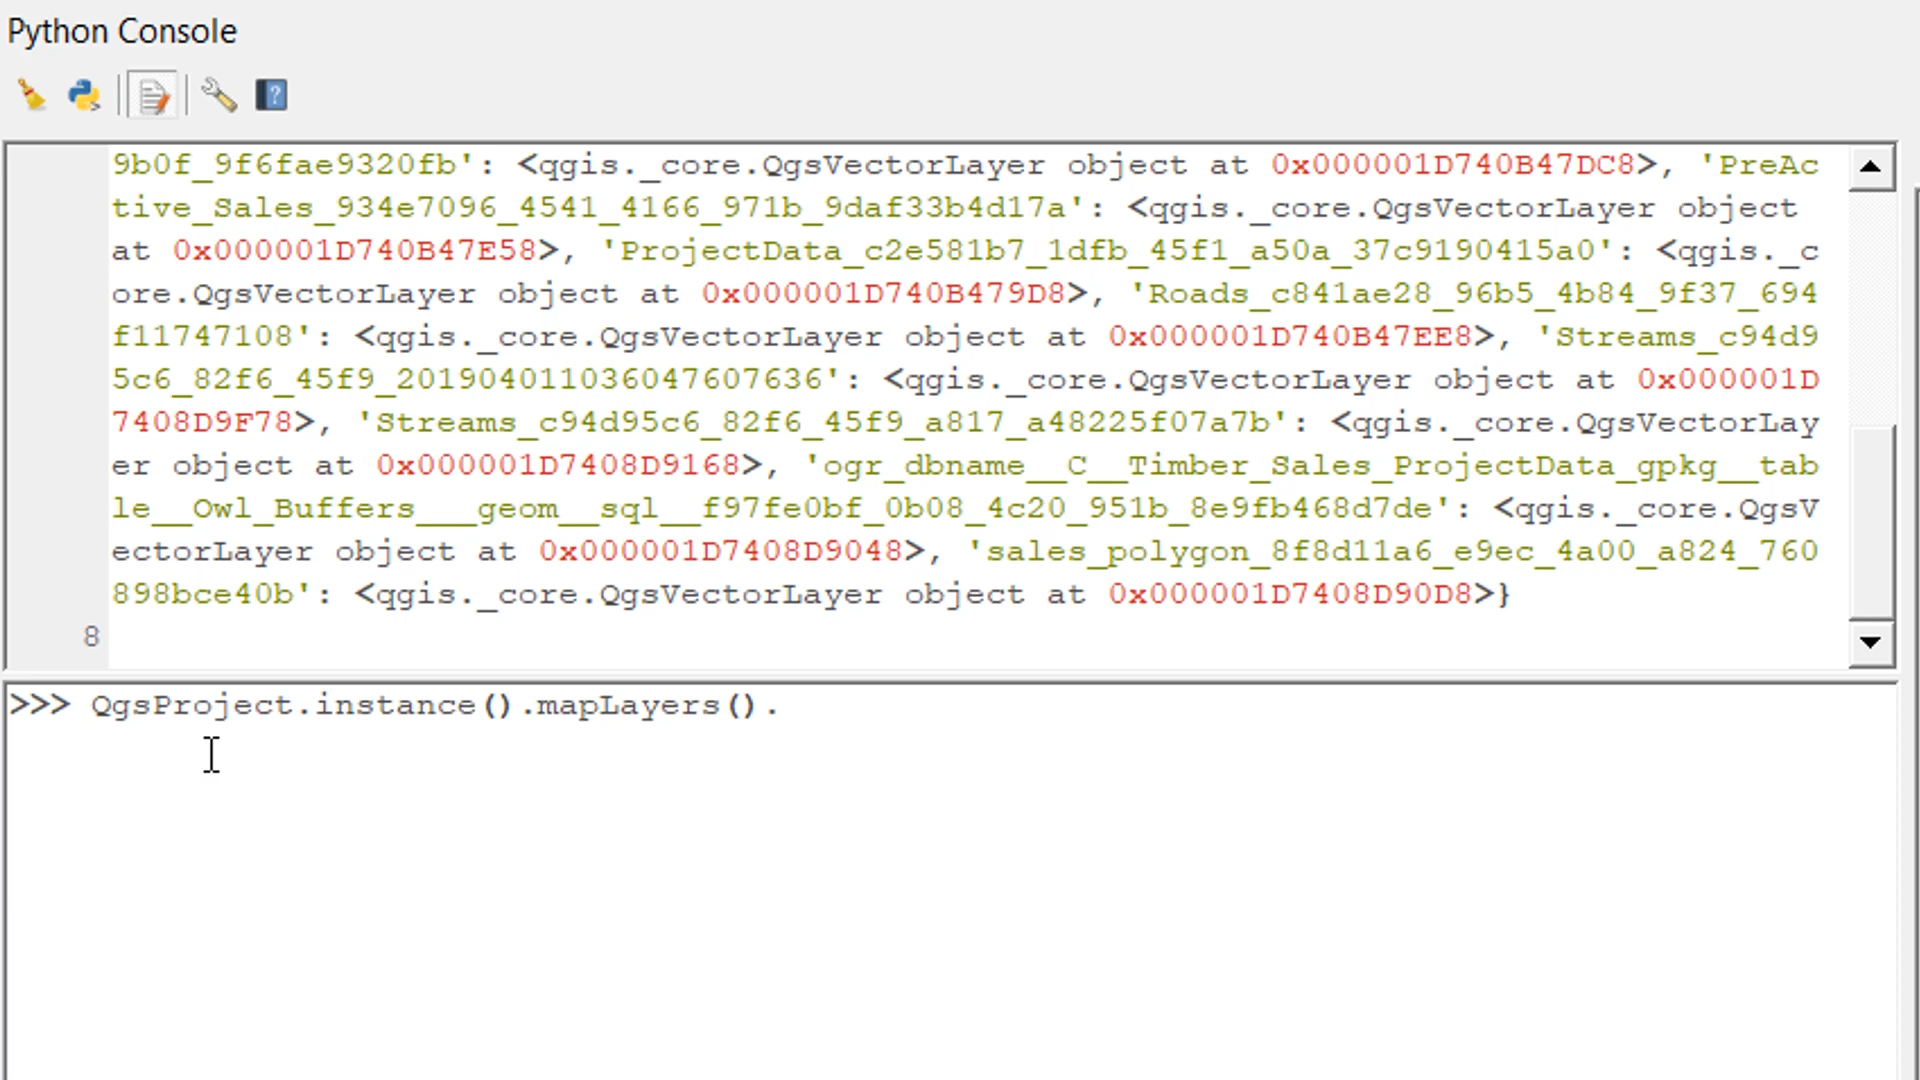 Python Console
9b0f_9f6fae9320fb': <qgis._core.QgsVectorLayer object at 0x000001D740B47DC8>, 'PreAc
tive_Sales_934e7096_4541_4166_971b_9daf33b4d17a': <qgis._core.QgsVectorLayer object
at 0x000001D740B47E58>, 'ProjectData_c2e581b7_1dfb_45f1_a50a_37c9190415a0': <qgis._c
ore.QgsVectorLayer object at 0x000001D740B479D8>, 'Roads_c841ae28_96b5_4b84_9f37_694
f11747108': <qgis._core.QgsVectorLayer object at 0x000001D740B47EE8>, 'Streams_c94d9
5c6_82f6_45f9_20190401103604760​7636': <qgis._core.QgsVectorLayer object at 0x000001D
7408D9F78>, 'Streams_c94d95c6_82f6_45f9_a817_a48225f07a7b': <qgis._core.QgsVectorLay
er object at 0x000001D7408D9168>, 'ogr_dbname__C__Timber_Sales_ProjectData_gpkg__tab
le__Owl_Buffers___geom__sql__f97fe0bf_0b08_4c20_951b_8e9fb468d7de': <qgis._core.QgsV
ectorLayer object at 0x000001D7408D9048>, 'sales_polygon_8f8d11a6_e9ec_4a00_a824_760
898bce40b': <qgis._core.QgsVectorLayer object at 0x000001D7408D90D8>}
8
>>> QgsProject.instance().mapLayers().